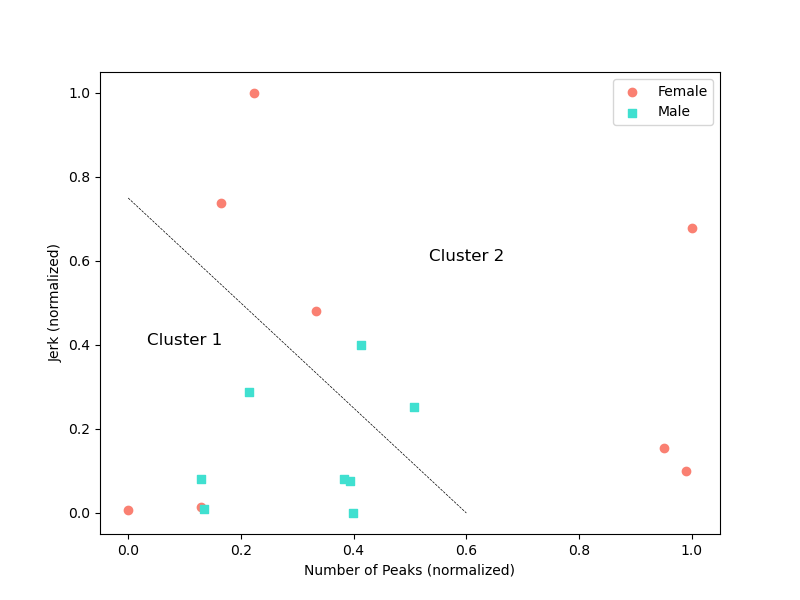 1.0
0.8
0.6
0.4
0.2
0.0
Jerk (normalized)
Female
Male
Cluster 2
Cluster 1
0.0 0.2 0.4 0.6 0.8 1.0
Number of Peaks (normalized)